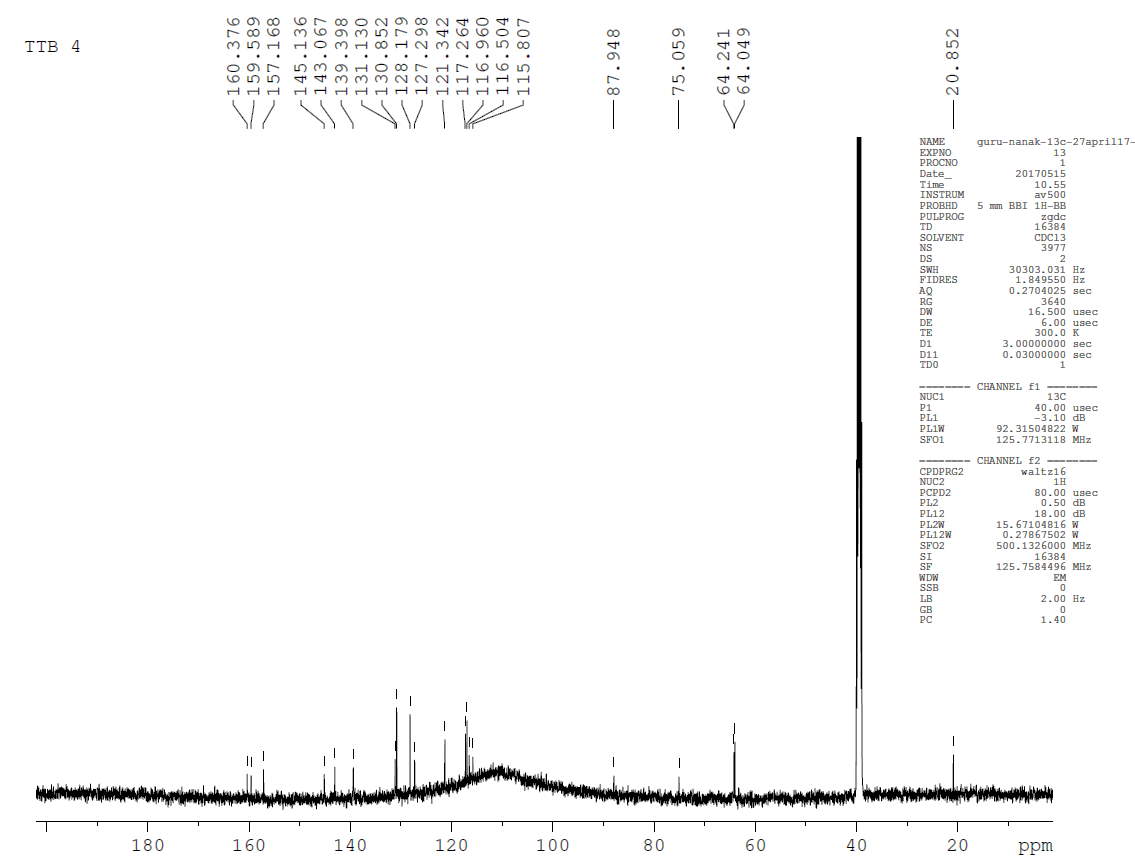 TTB 4
160.376
159.589
157.168
145.136
143.067
139.398
131.130
130.852
128.179
127.298
121.342
117.264
116.960
116.504
115.807
87.948
75.059
64.241
64.049
20.852
NAME guru-nanak-13c-27april17-
EXPNO 13
PROCNO 1
Date_ 20170515
Time 10.55
INSTRUM av500
PROBHD 5 mm BBI 1H-BB
PULPROG zgdc
TD 16384
SOLVENT CDCl3
NS 3977
DS 2
SWH 30303.031 Hz
FIDRES 1.849550 Hz
AQ 0.2704025 sec
RG 3640
DW 16.500 usec
DE 6.00 usec
TE 300.0 K
D1 3.00000000 sec
D11 0.03000000 sec
TD0 1
======== CHANNEL f1 ========
NUC1 13C
P1 40.00 usec
PL1 -3.10 dB
PL1W 92.31504822 W
SFO1 125.7713118 MHz
======== CHANNEL f2 ========
CPDPRG2 waltz16
NUC2 1H
PCPD2 80.00 usec
PL2 0.50 dB
PL12 18.00 dB
PL2W 15.67104816 W
PL12W 0.27867502 W
SFO2 500.1326000 MHz
SI 16384
SF 125.7584496 MHz
WDW EM
SSB 0
LB 2.00 Hz
GB 0
PC 1.40
180 160 140 120 100 80 60 40 20 ppm